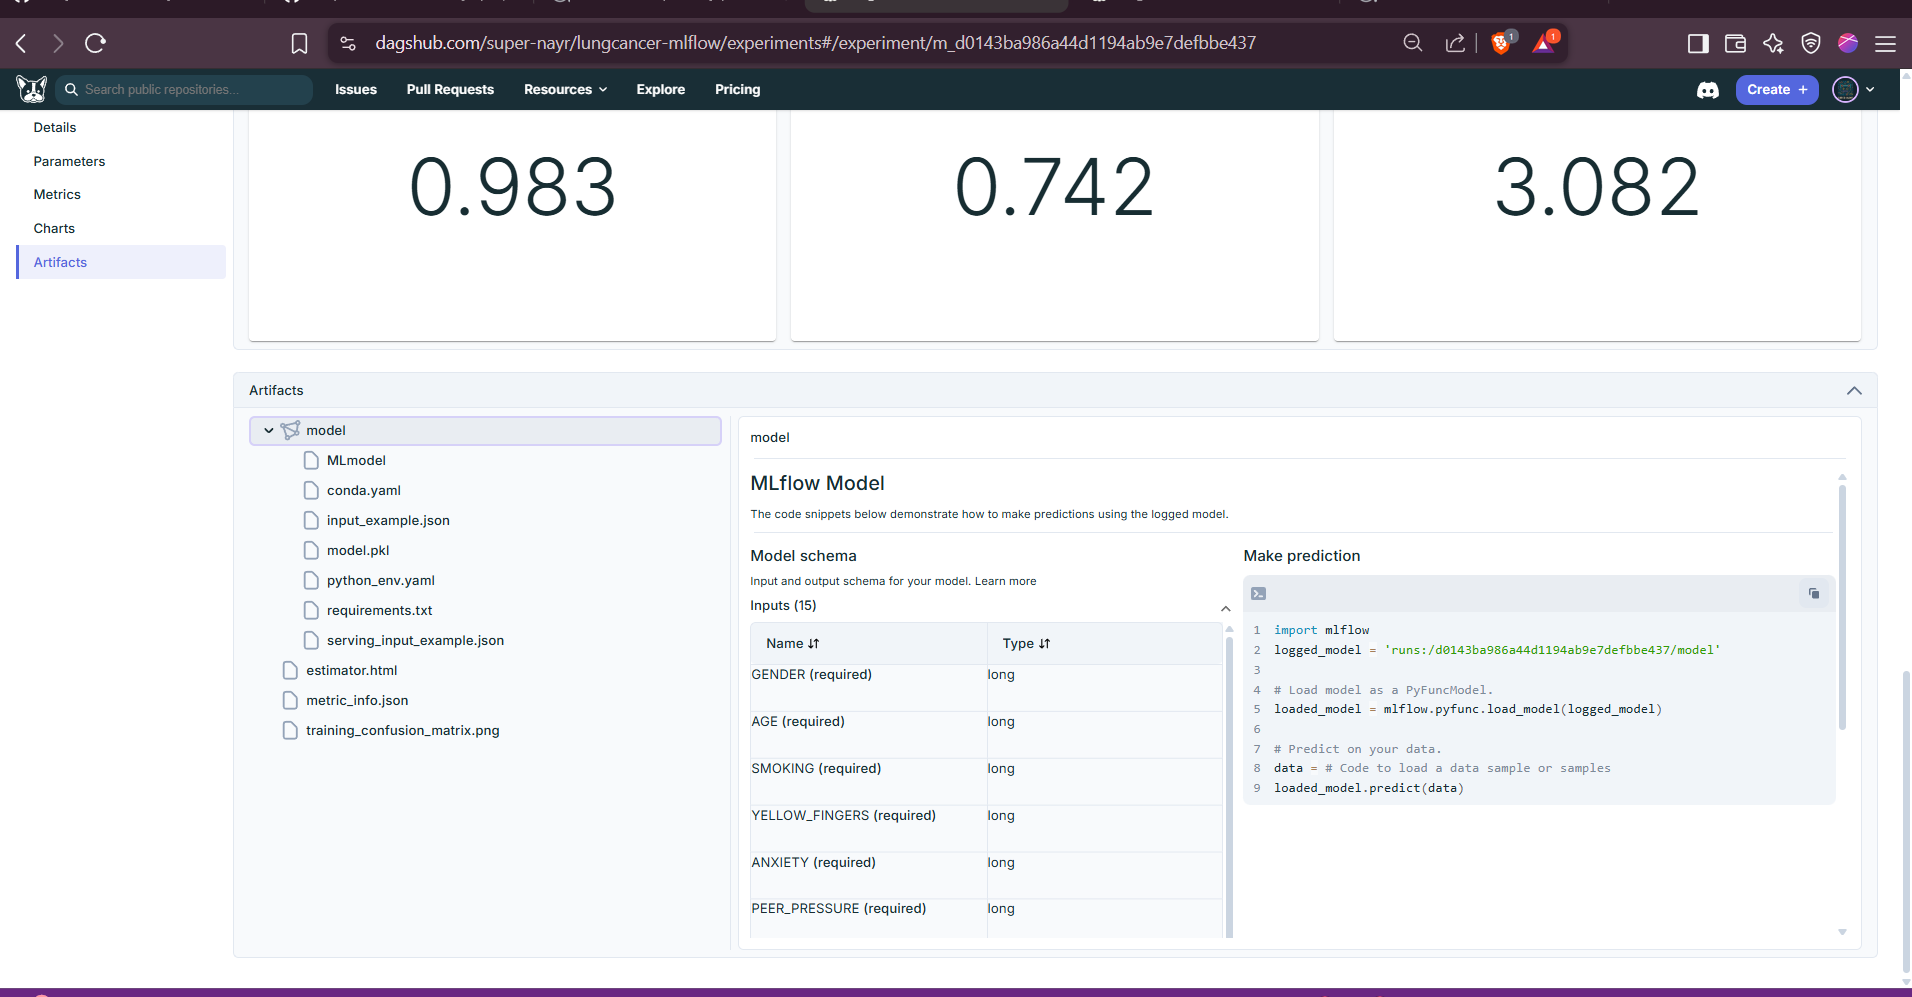 dagshub.com/super-nayr/lungcancer-mlflow/experiments#/experiment/m_d0143ba986a44d1194ab9e7defbbe437
1
1
Search public repositories...
Issues
Pull Requests
Resources
Explore
Pricing
Create +
Details
Parameters
Metrics
Charts
Artifacts
0.983
0.742
3.082
Artifacts
model
MLmodel
conda.yaml
input_example.json
model.pkl
python_env.yaml
requirements.txt
serving_input_example.json
estimator.html
metric_info.json
training_confusion_matrix.png
model
MLflow Model
The code snippets below demonstrate how to make predictions using the logged model.
Model schema
Input and output schema for your model. Learn more
Inputs (15)
Name Type
GENDER (required) long
AGE (required) long
SMOKING (required) long
YELLOW_FINGERS (required) long
ANXIETY (required) long
PEER_PRESSURE (required) long
Make prediction
1 import mlflow
2 logged_model = 'runs:/d0143ba986a44d1194ab9e7defbbe437/model'
3
4 # Load model as a PyFuncModel.
5 loaded_model = mlflow.pyfunc.load_model(logged_model)
6
7 # Predict on your data.
8 data = # Code to load a data sample or samples
9 loaded_model.predict(data)